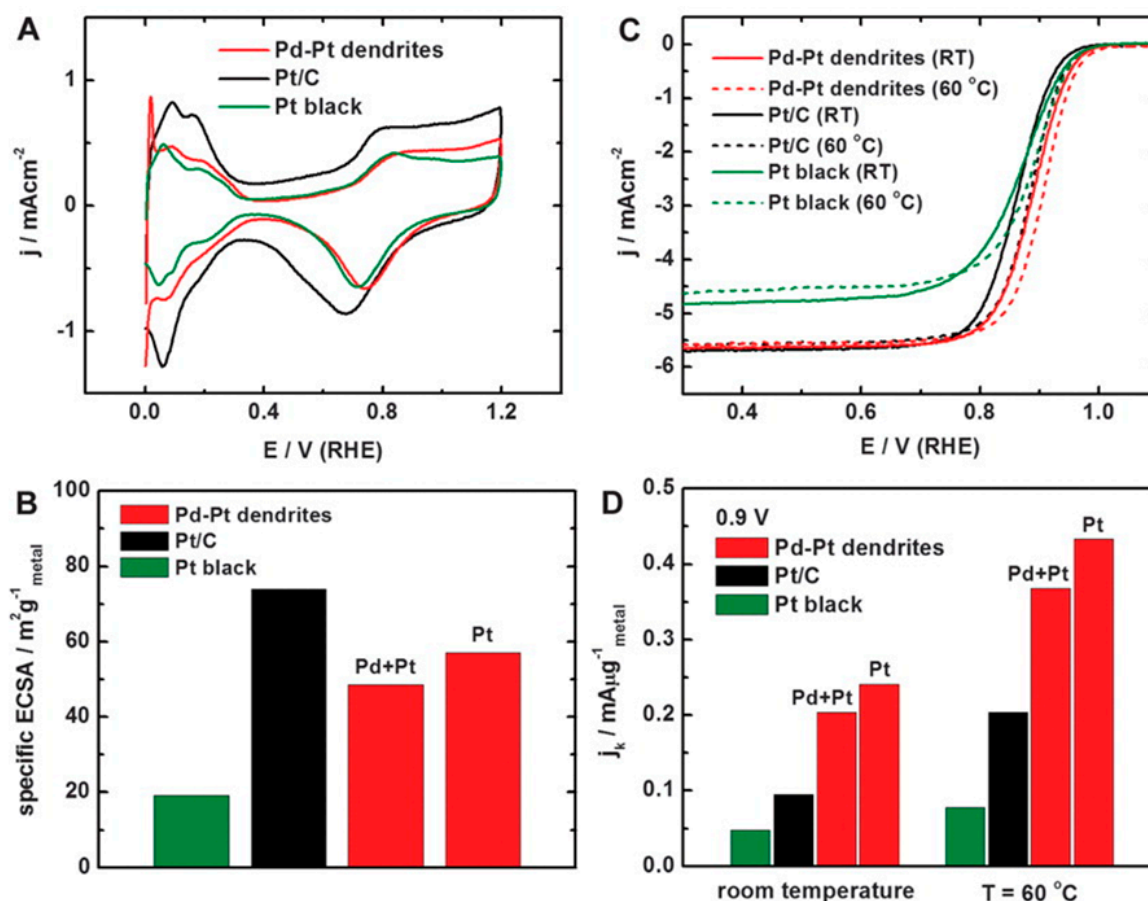 A
Pd-Pt dendrites
Pt/C
Pt black
1
0
-1
j / mAcm-2
0.0 0.4 0.8 1.2
E / V (RHE)
C
Pd-Pt dendrites (RT)
Pd-Pt dendrites (60 °C)
Pt/C (RT)
Pt/C (60 °C)
Pt black (RT)
Pt black (60 °C)
0
-1
-2
-3
-4
-5
-6
j / mAcm-2
0.4 0.6 0.8 1.0
E / V (RHE)
B
Pd-Pt dendrites
Pt/C
Pt black
100
80
60
40
20
0
specific ECSA / m2g-1 metal
Pd+Pt
Pt
D
0.9 V
Pd-Pt dendrites
Pt/C
Pt black
0.5
0.4
0.3
0.2
0.1
0.0
jk / mAμg-1 metal
Pd+Pt
Pt
Pd+Pt
Pt
room temperature T = 60 °C